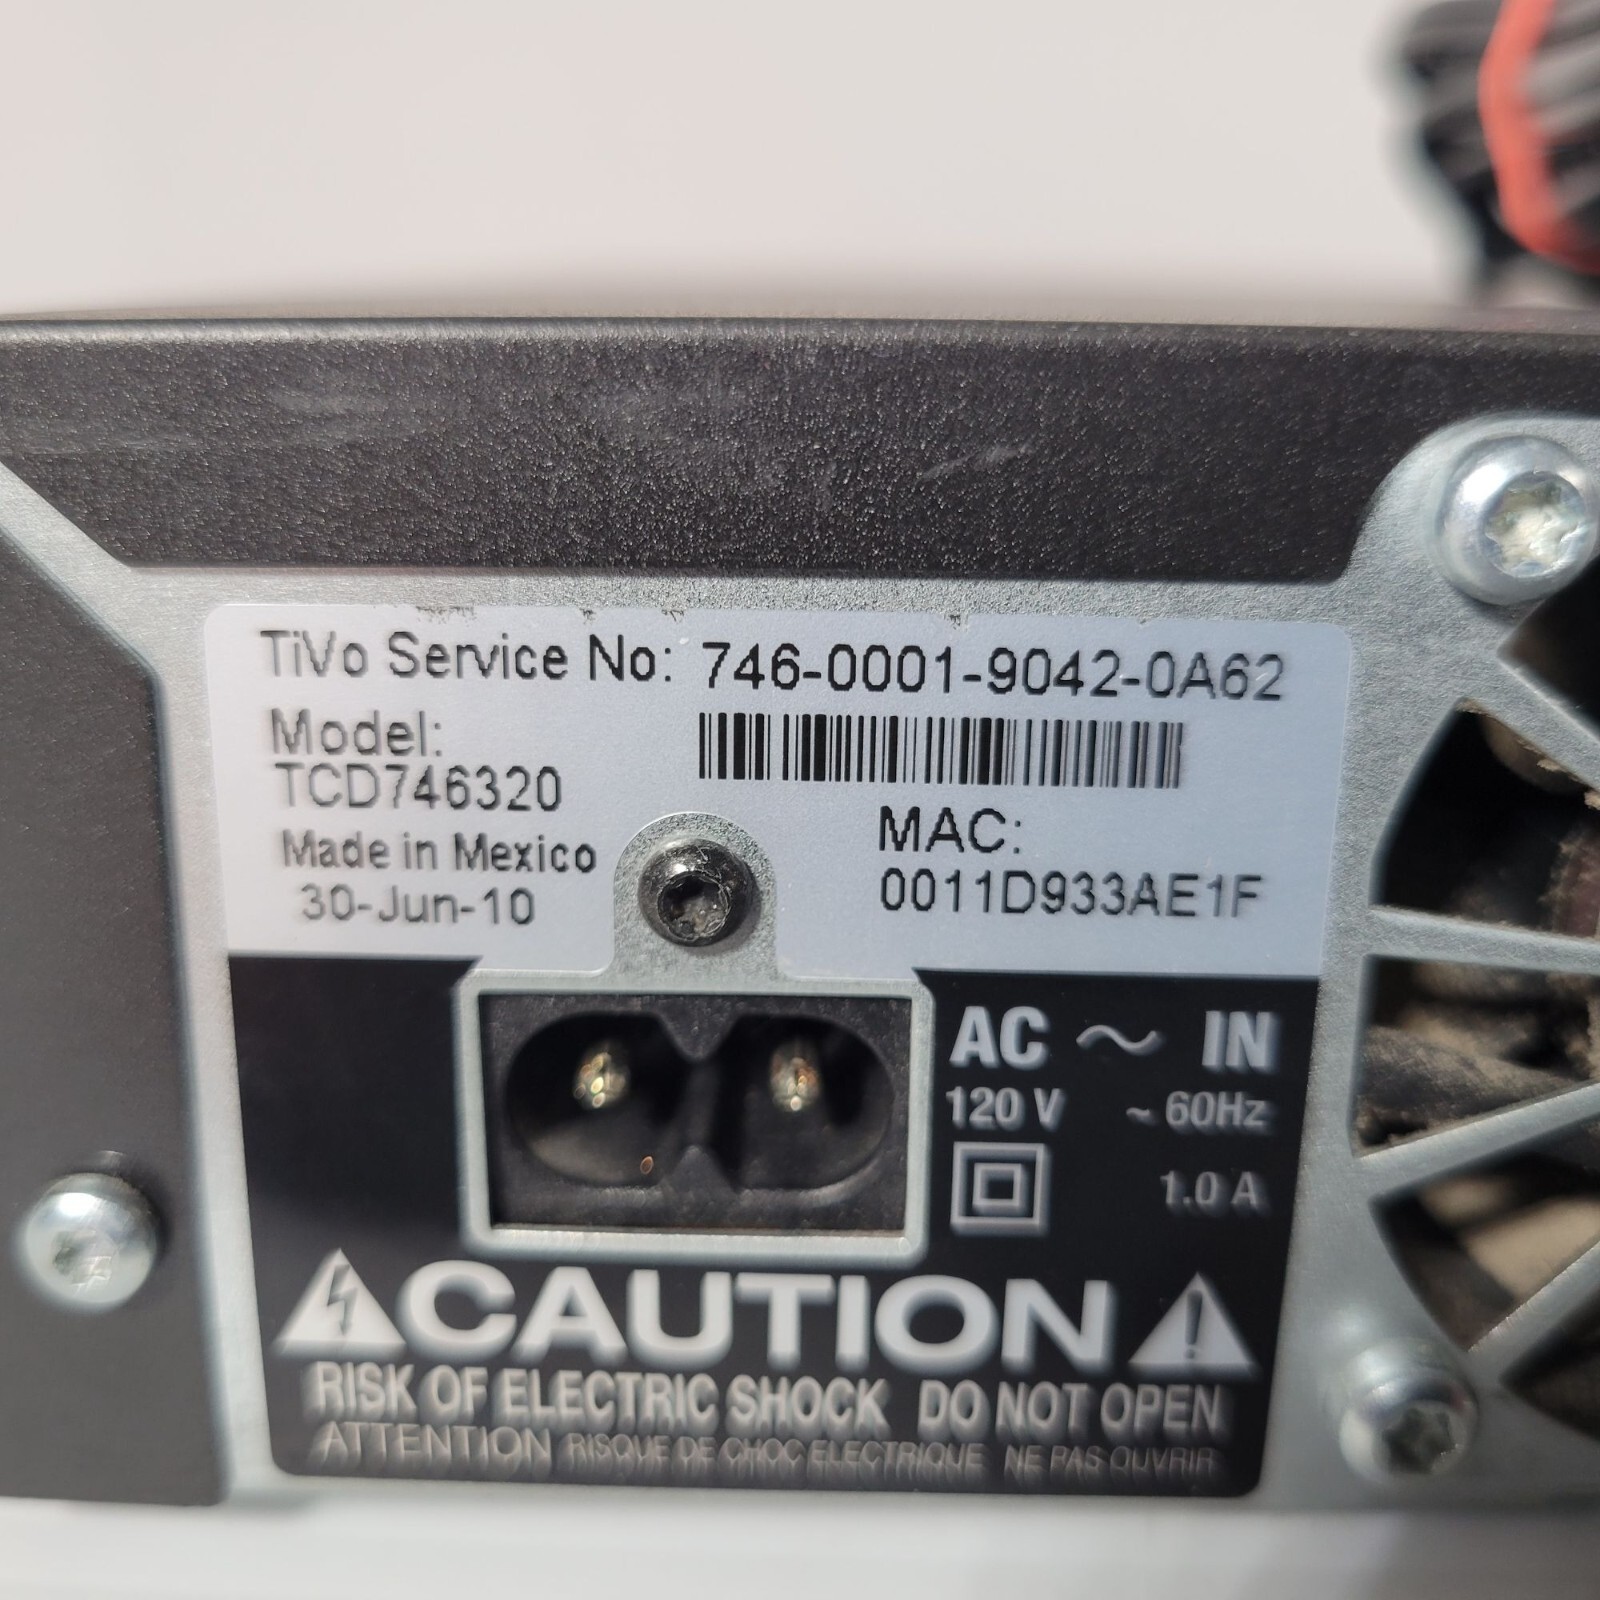 TiVo Service No: 746-0001-9042-0A62
Model:
TCD746320
Made in Mexico
30-Jun-10
MAC:
0011D933AE1F
AC ~ IN
120 V ~ 60Hz
1.0 A
CAUTION
RISK OF ELECTRIC SHOCK DO NOT OPEN
ATTENTION RISQUE DE CHOC ELECTRIQUE NE PAS OUVRIR